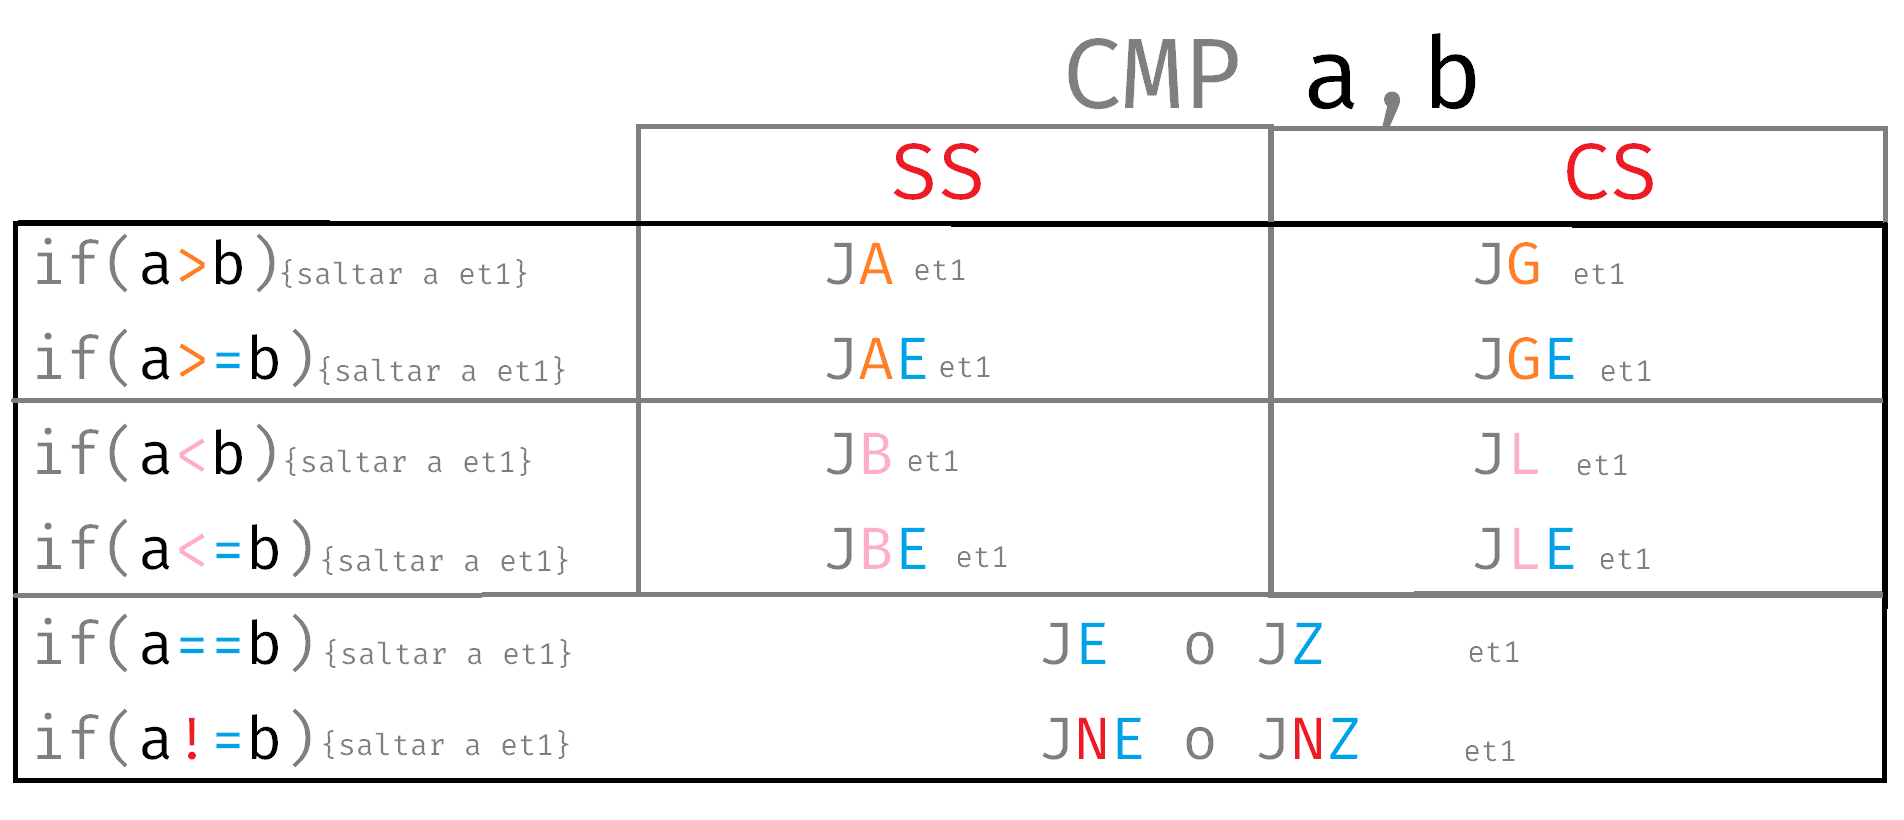 CMP a,b
SS CS
if(a>b){saltar a et1} JA et1 JG et1
if(a>=b){saltar a et1} JAE et1 JGE et1
if(a<b){saltar a et1} JB et1 JL et1
if(a<=b){saltar a et1} JBE et1 JLE et1
if(a==b){saltar a et1} JE o JZ et1
if(a!=b){saltar a et1} JNE o JNZ et1